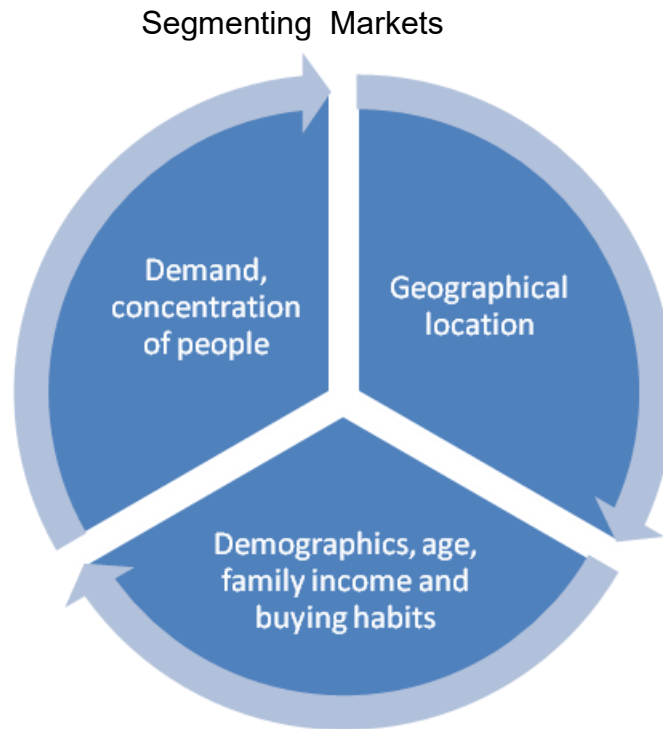 Segmenting Markets
Demand,
concentration
of people
Geographical
location
Demographics, age,
family income and
buying habits